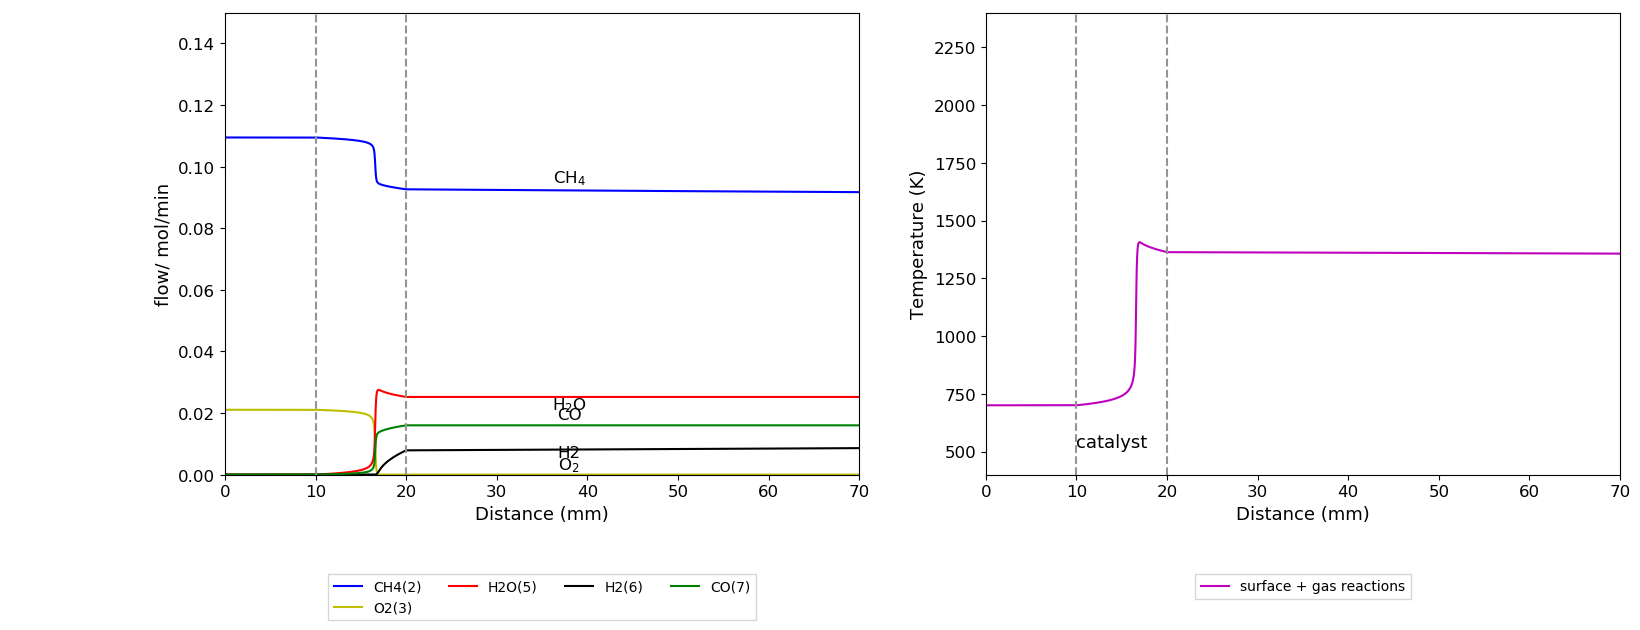 0.14
0.12
0.10
0.08
0.06
0.04
0.02
0.00
flow/ mol/min
CH₄
H₂O
CO
H2
O₂
0 10 20 30 40 50 60 70
Distance (mm)
CH4(2) H2O(5) H2(6) CO(7)
O2(3)
2250
2000
1750
1500
1250
1000
750
500
Temperature (K)
catalyst
0 10 20 30 40 50 60 70
Distance (mm)
surface + gas reactions